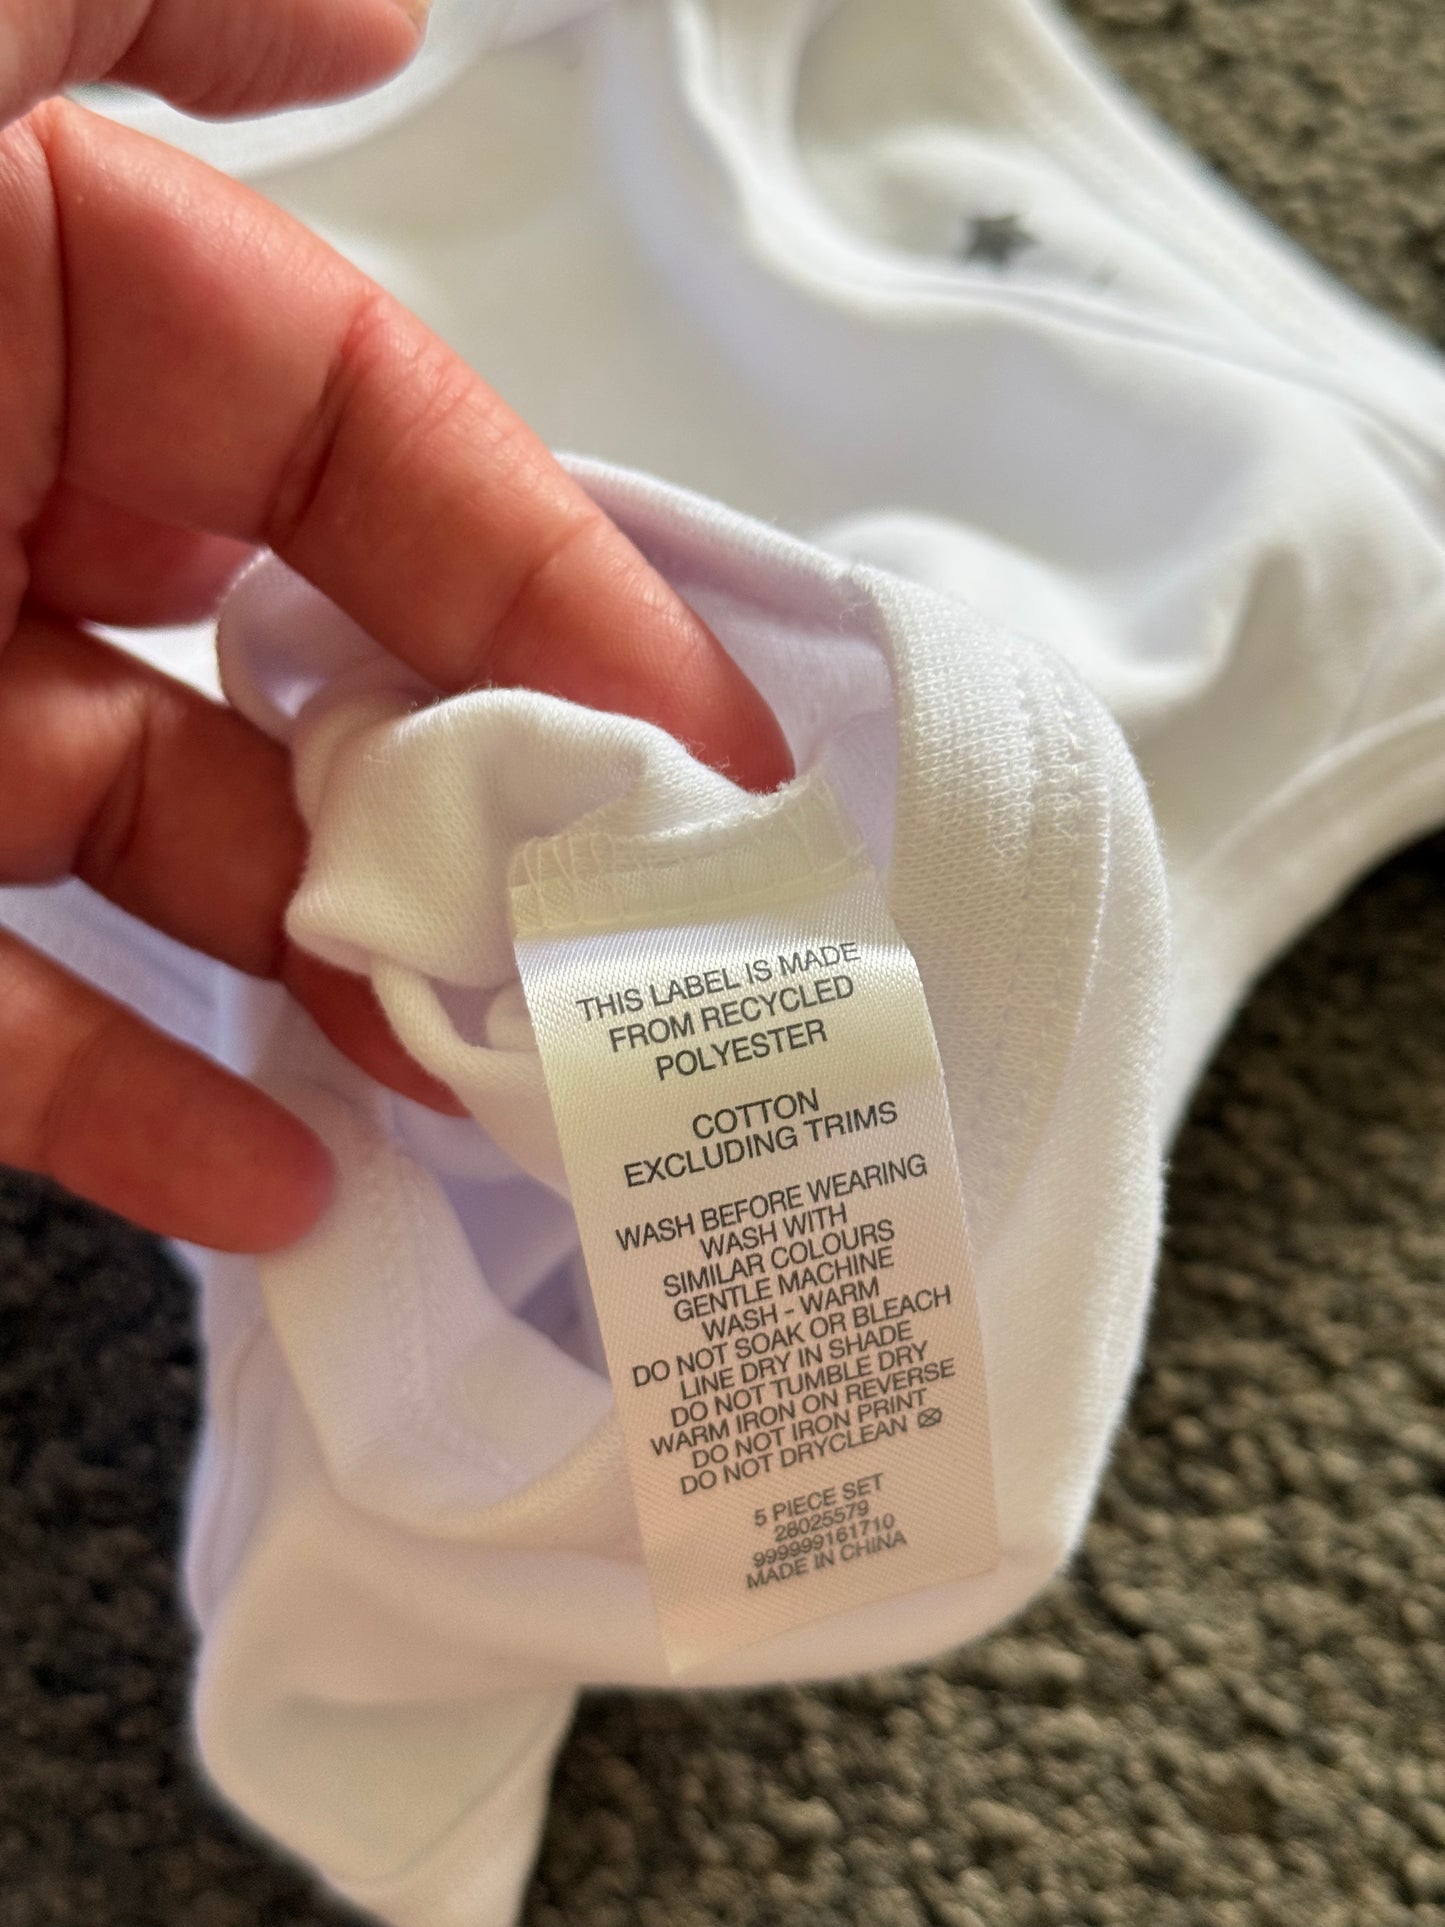 THIS LABEL IS MADE
FROM RECYCLED
POLYESTER
COTTON
EXCLUDING TRIMS
WASH BEFORE WEARING
WASH WITH
SIMILAR COLOURS
GENTLE MACHINE
WASH - WARM
DO NOT SOAK OR BLEACH
LINE DRY IN SHADE
DO NOT TUMBLE DRY
WARM IRON ON REVERSE
DO NOT IRON PRINT
DO NOT DRYCLEAN
5 PIECE SET
28025579
999999161710
MADE IN CHINA